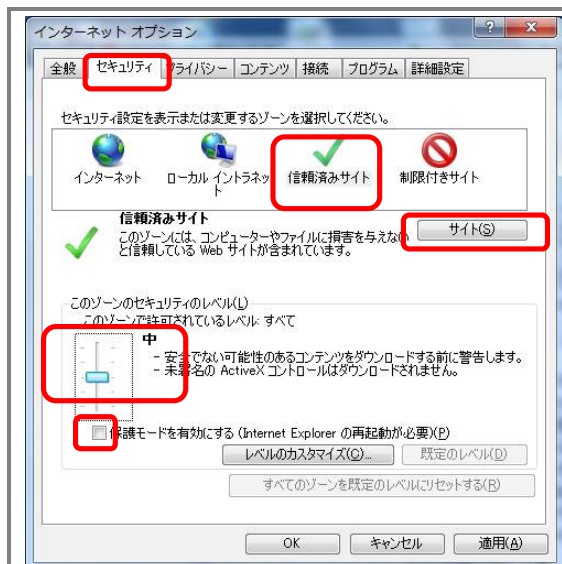 インターネット オプション
全般 セキュリティ プライバシー コンテンツ 接続 プログラム 詳細設定
セキュリティ設定を表示または変更するゾーンを選択してください。
インターネット ローカル イントラネッ
ト 信頼済みサイト 制限付きサイト
信頼済みサイト
このゾーンには、コンピューターやファイルに損害を与えない
と信頼している Web サイトが含まれています。
サイト(S)
このゾーンのセキュリティのレベル(L)
このゾーンで許可されているレベル: すべて
中
- 安全でない可能性のあるコンテンツをダウンロードする前に警告します。
- 未署名の ActiveX コントロールはダウンロードされません。
保護モードを有効にする (Internet Explorer の再起動が必要)(P)
レベルのカスタマイズ(C)... 既定のレベル(D)
すべてのゾーンを既定のレベルにリセットする(R)
OK キャンセル 適用(A)